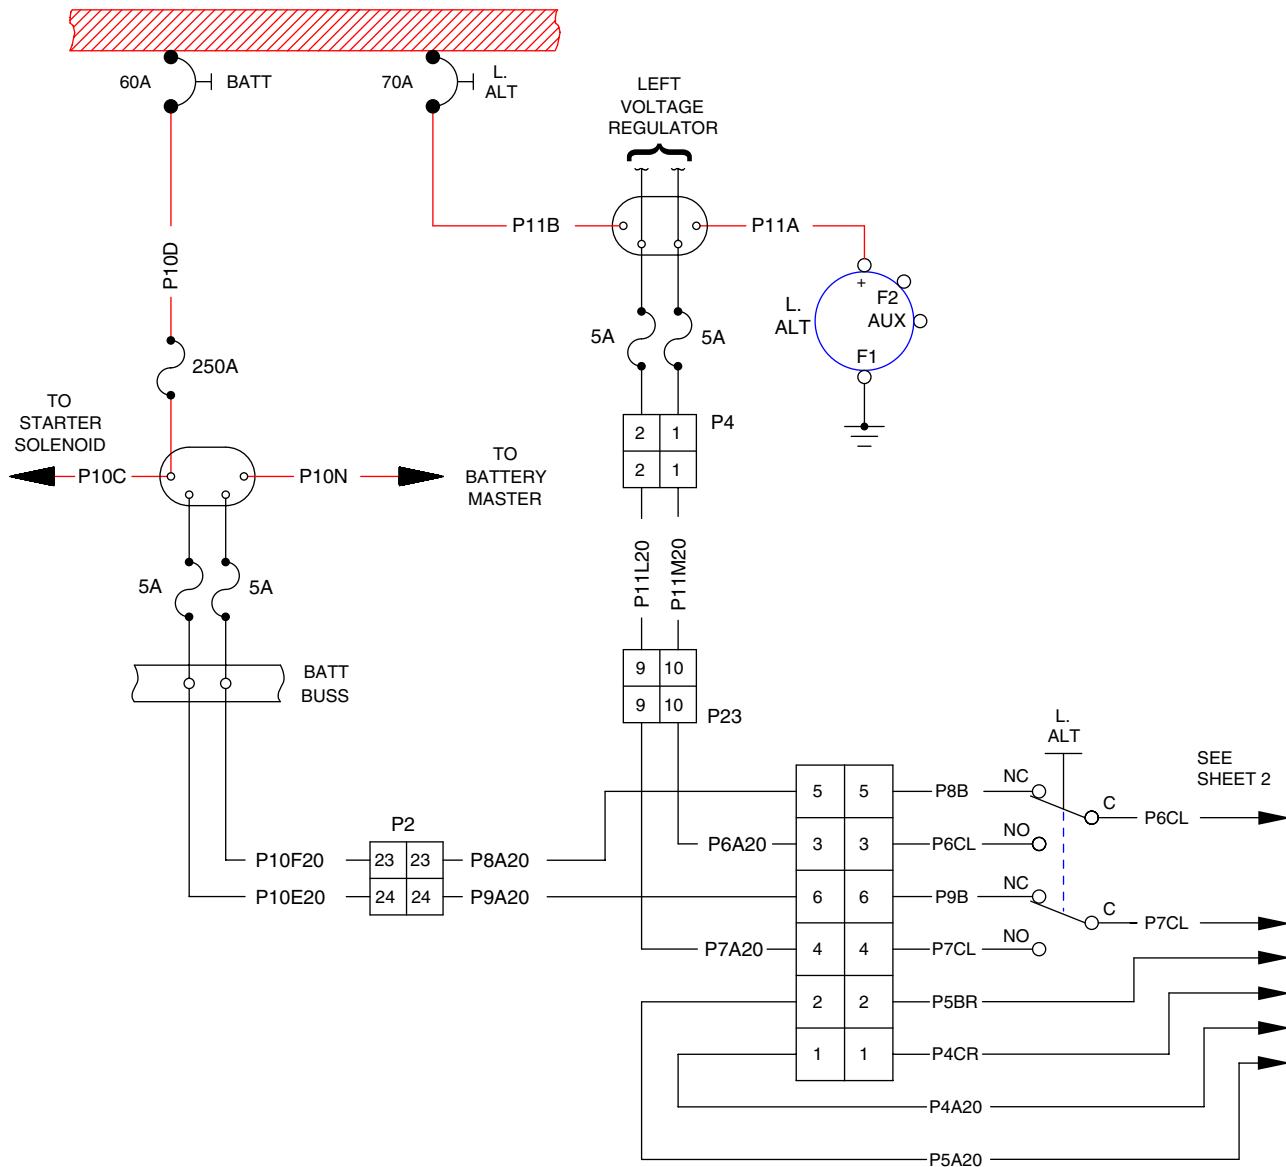 60A
BATT
70A
L.
ALT
LEFT
VOLTAGE
REGULATOR
P11B
P11A
P10D
+
F2
L.
ALT
AUX
F1
5A
5A
250A
TO
STARTER
SOLENOID
P10C
P10N
TO
BATTERY
MASTER
2 1
P4
2 1
P11L20
P11M20
5A
5A
BATT
BUSS
9 10
9 10
P23
L.
ALT
SEE
SHEET 2
5 5
P8B
NC
C
P6CL
P2
P10F20
23 23
P8A20
P6A20
3 3
P6CL
NO
P10E20
24 24
P9A20
6 6
P9B
NC
C
P7CL
P7A20
4 4
P7CL
NO
2 2
P5BR
1 1
P4CR
P4A20
P5A20